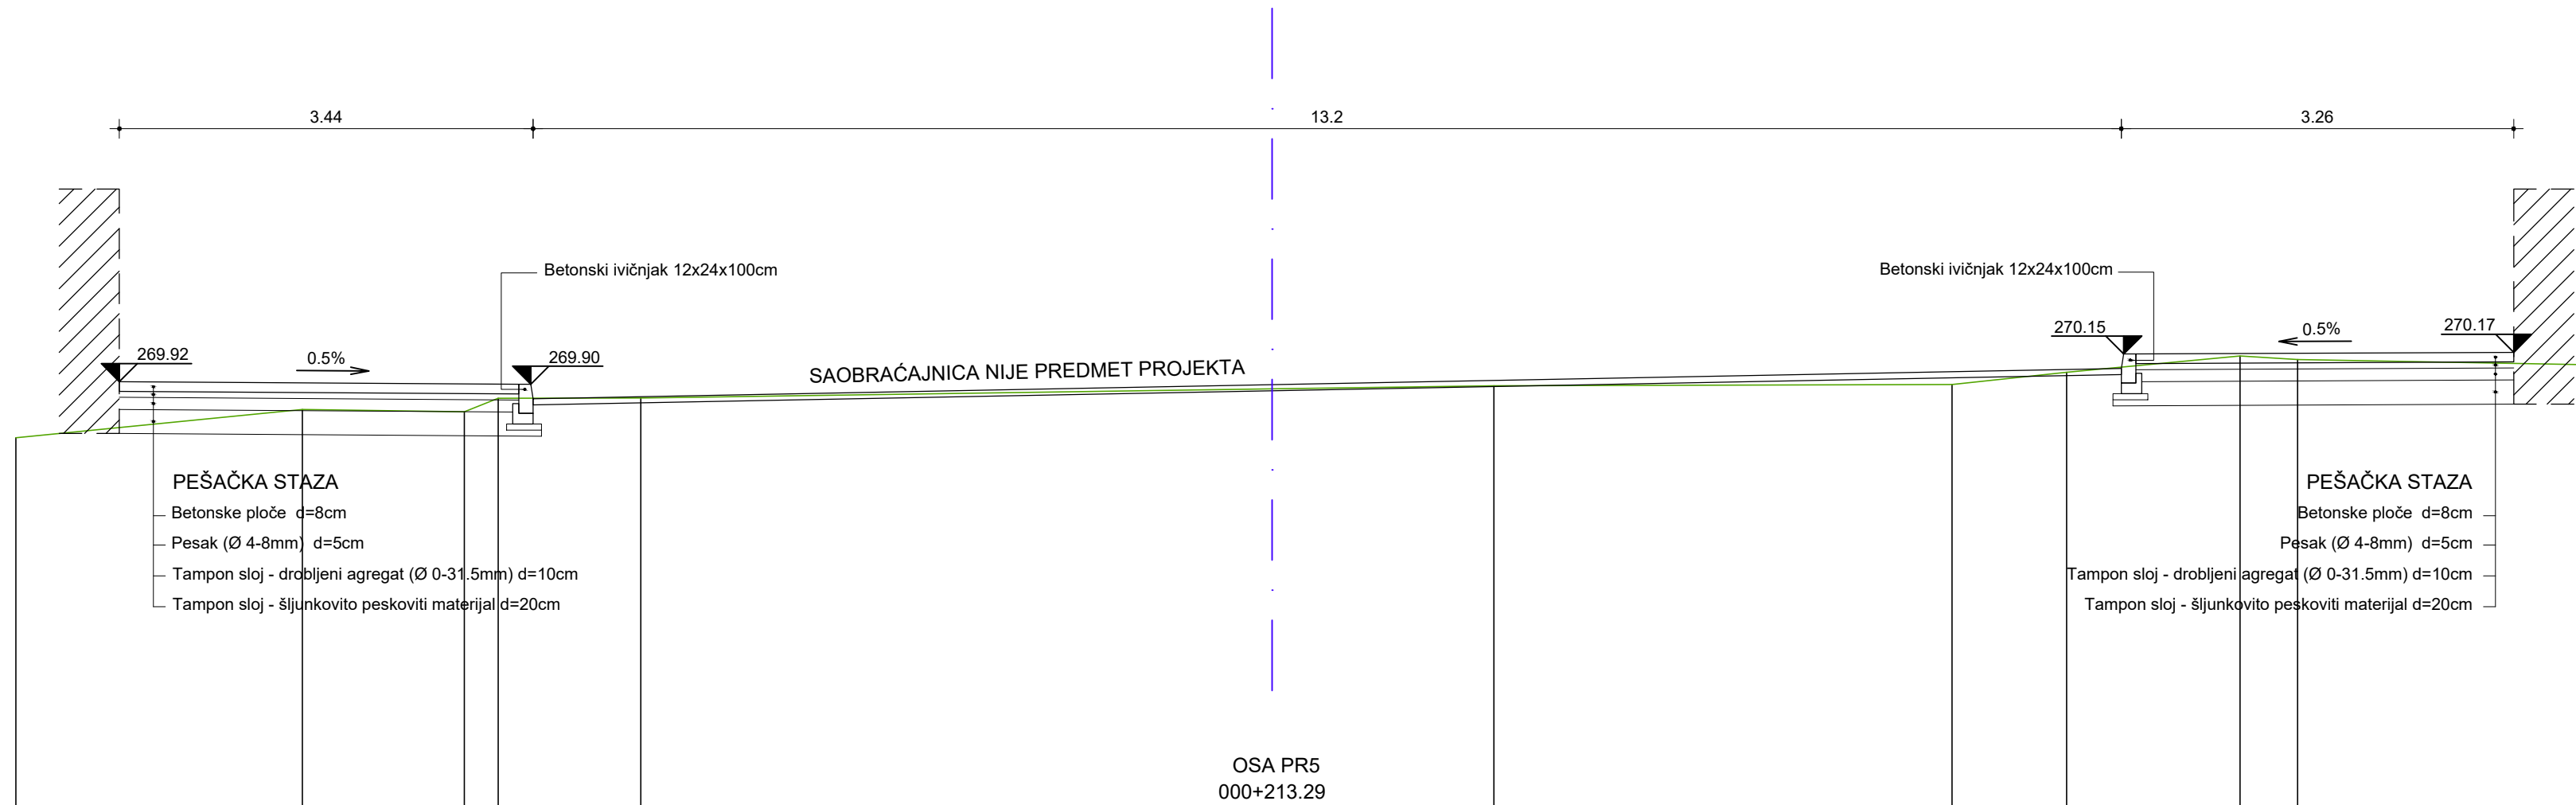 3.44
13.2
3.26
Betonski ivičnjak 12x24x100cm
Betonski ivičnjak 12x24x100cm
269.92
0.5%
269.90
SAOBRAĆAJNICA NIJE PREDMET PROJEKTA
270.15
0.5%
270.17
PEŠAČKA STAZA
Betonske ploče d=8cm
Pesak (Ø 4-8mm) d=5cm
Tampon sloj - drobljeni agregat (Ø 0-31.5mm) d=10cm
Tampon sloj - šljunkovito peskoviti materijal d=20cm
PEŠAČKA STAZA
Betonske ploče d=8cm
Pesak (Ø 4-8mm) d=5cm
Tampon sloj - drobljeni agregat (Ø 0-31.5mm) d=10cm
Tampon sloj - šljunkovito peskoviti materijal d=20cm
OSA PR5
000+213.29